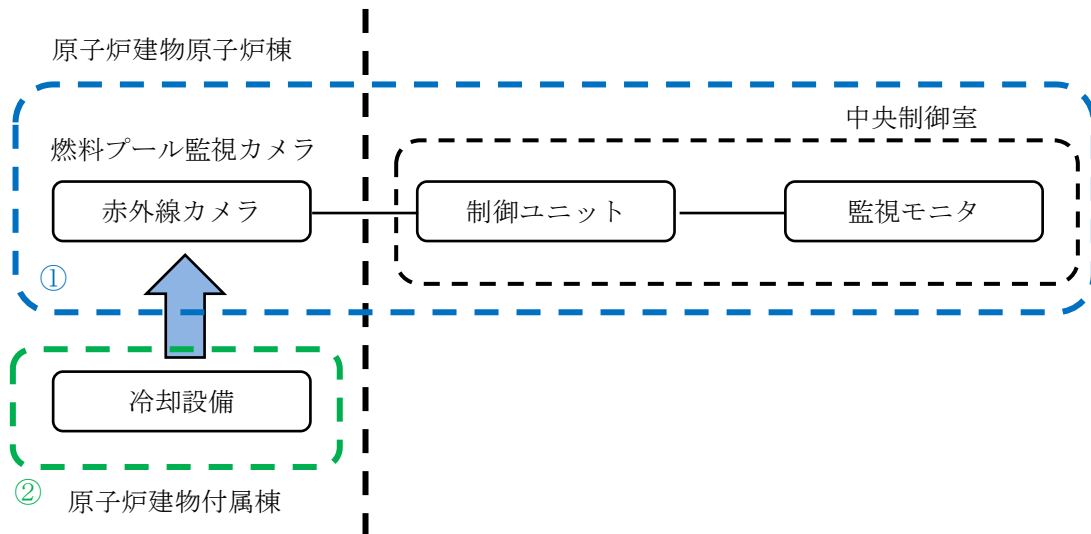 原子炉建物原子炉棟
中央制御室
燃料プール監視カメラ
赤外線カメラ
制御ユニット
監視モニタ
①
冷却設備
②
原子炉建物付属棟